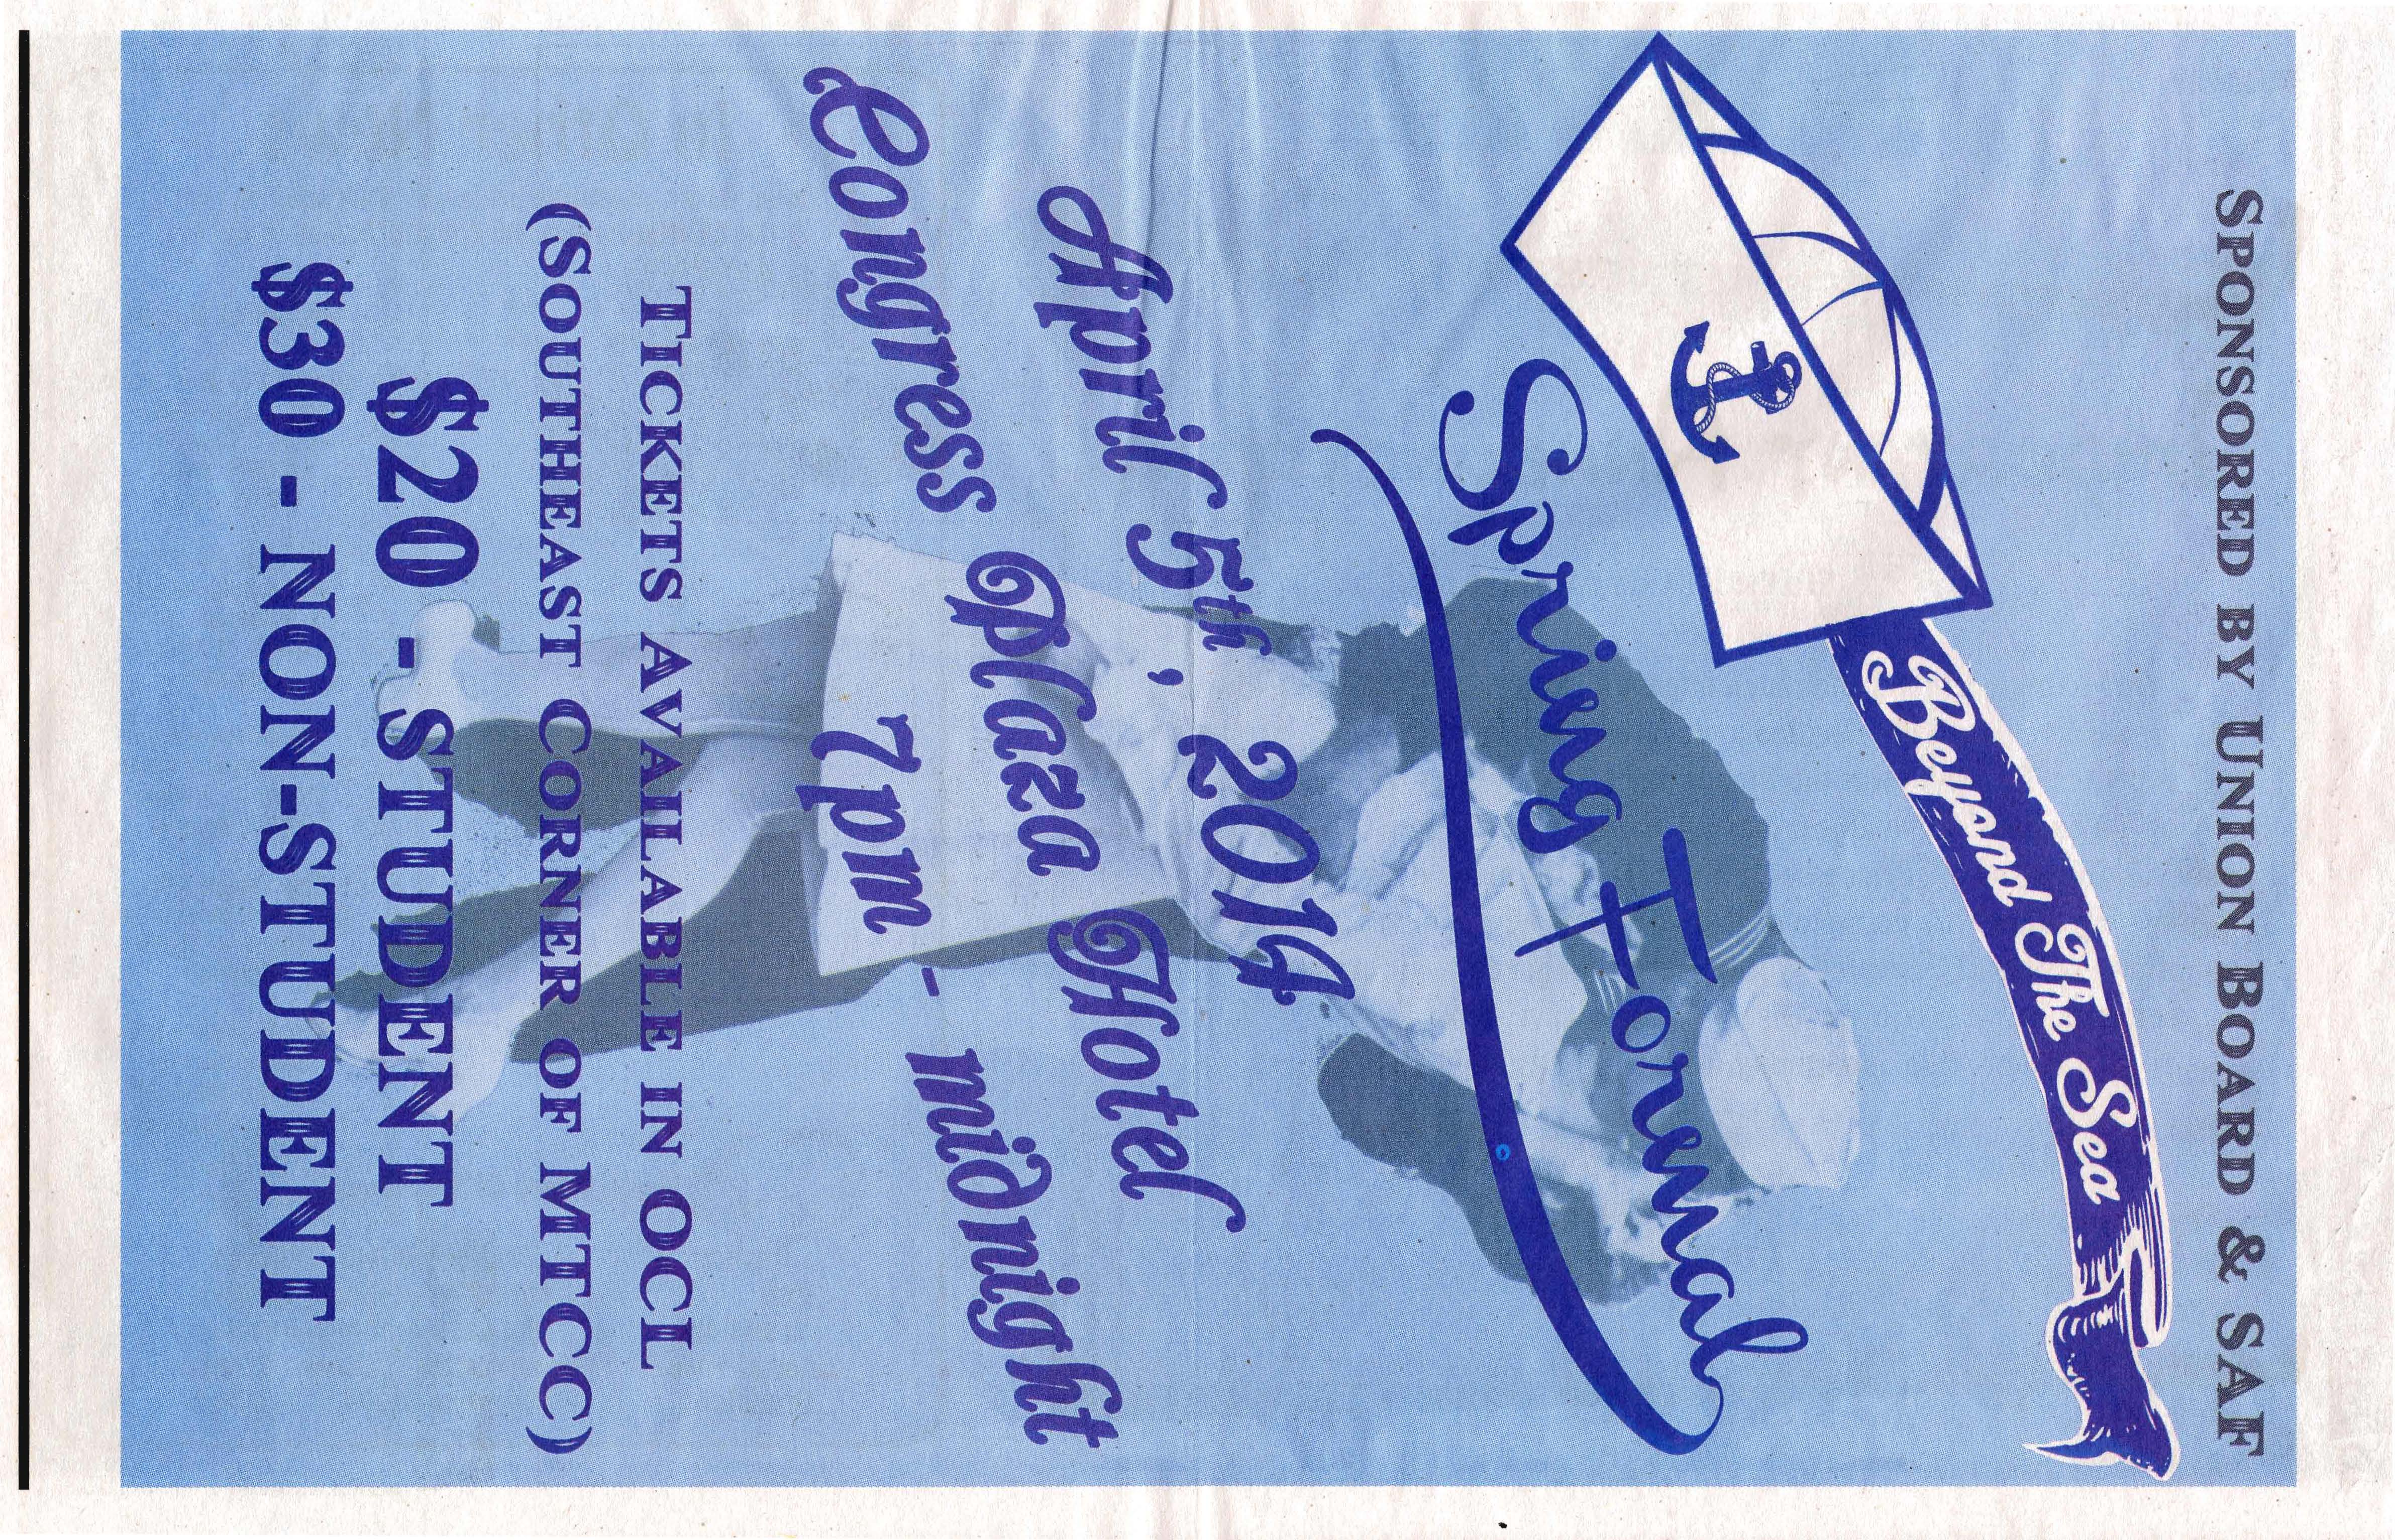 SPONSORED BY UNION BOARD & SAF
Beyond The Sea
Spring Formal
April 5th, 2014
Congress Plaza Hotel
7pm - midnight
TICKETS AVAILABLE IN OCL
(SOUTHEAST CORNER OF MTCC)
$20 - STUDENT
$30 - NON-STUDENT